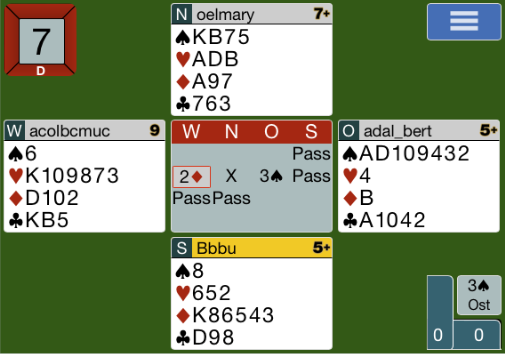 7
D
N oelmary 7+
♠KB75
♥ADB
♦A97
♣763
W acolbcmuc 9
♠6
♥K109873
♦D102
♣KB5
W N O S
Pass
2♦ X 3♠ Pass
Pass Pass
O adal_bert 5+
♠AD109432
♥4
♦B
♣A1042
S Bbbu 5+
♠8
♥652
♦K86543
♣D98
3♠
Ost
0 0